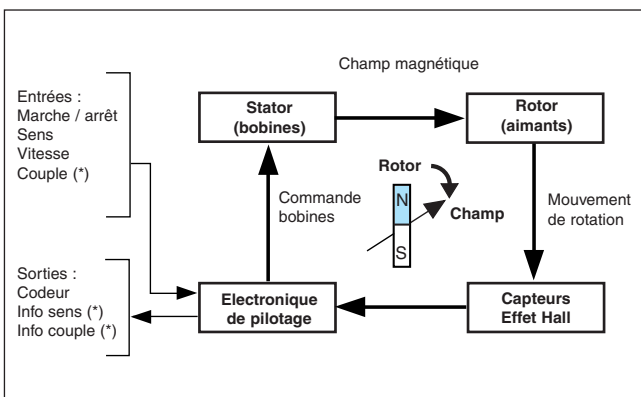 Champ magnétique
Entrées :
Marche / arrêt
Sens
Vitesse
Couple (*)
Stator
(bobines)
Rotor
(aimants)
Rotor
N
S
Champ
Commande
bobines
Mouvement
de rotation
Sorties :
Codeur
Info sens (*)
Info couple (*)
Electronique
de pilotage
Capteurs
Effet Hall